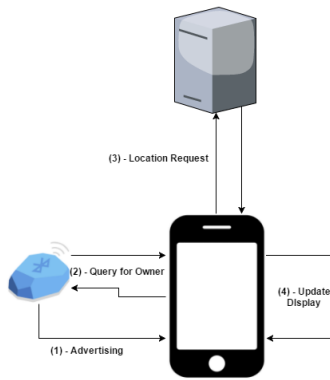 (3) - Location Request
(2) - Query for Owner
(4) - Update
DIsplay
(1) - Advertising